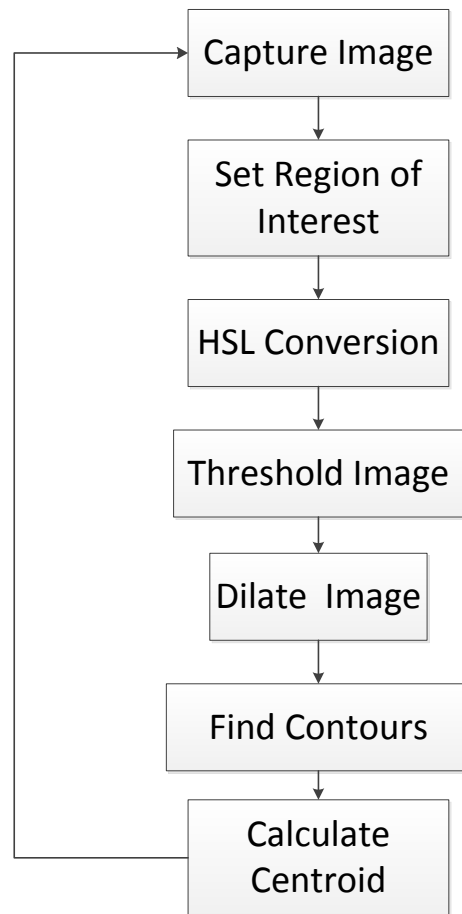 Capture Image
Set Region of
Interest
HSL Conversion
Threshold Image
Dilate  Image
Find Contours
Calculate
Centroid